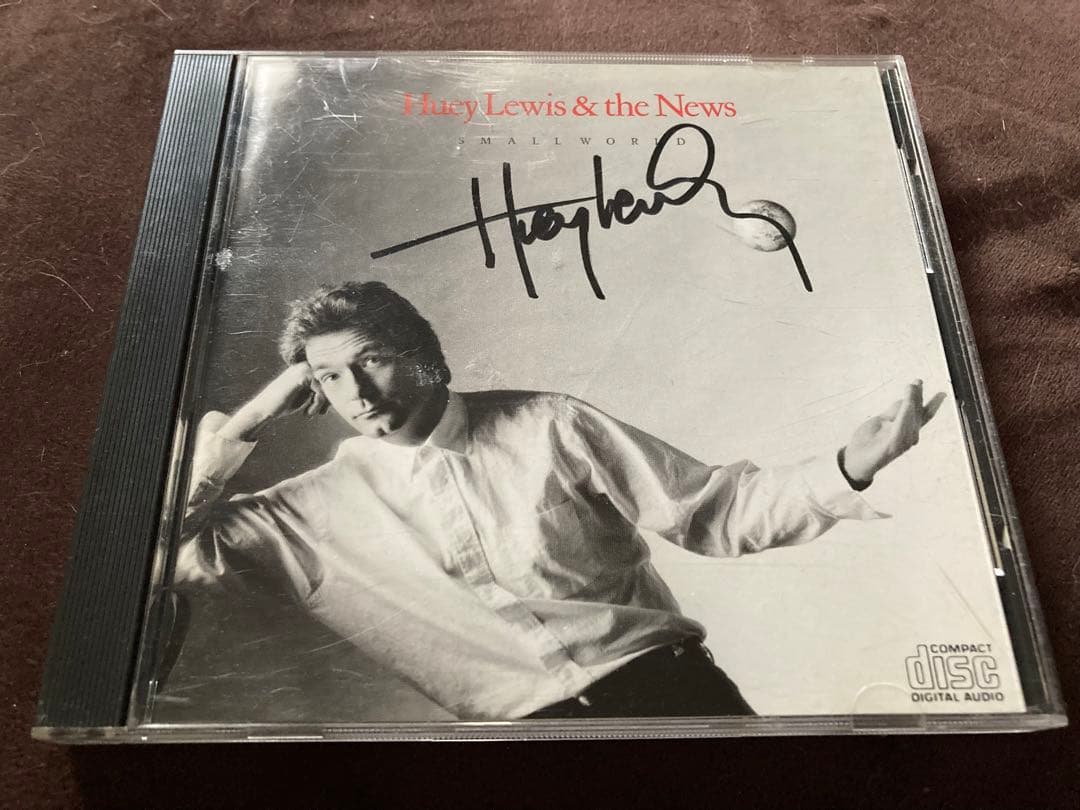 Huey Lewis & the News
SMALL WORLD
Huey Lewis
COMPACT
disc
DIGITAL AUDIO